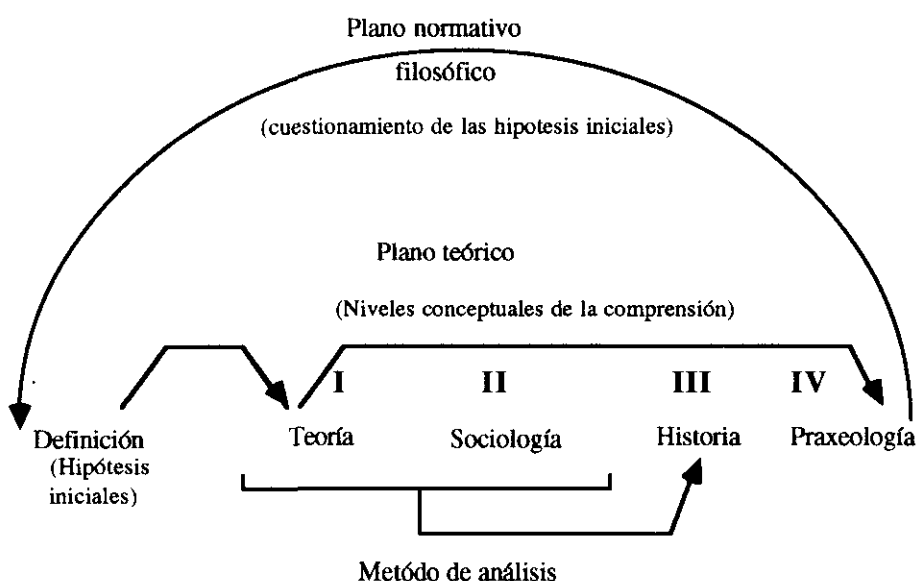 Plano normativo
filosófico
(cuestionamiento de las hipotesis iniciales)
Plano teórico
(Niveles conceptuales de la comprensión)
I II III IV
Definición Teoría Sociología Historia Praxeología
(Hipótesis
iniciales)
Metódo de análisis